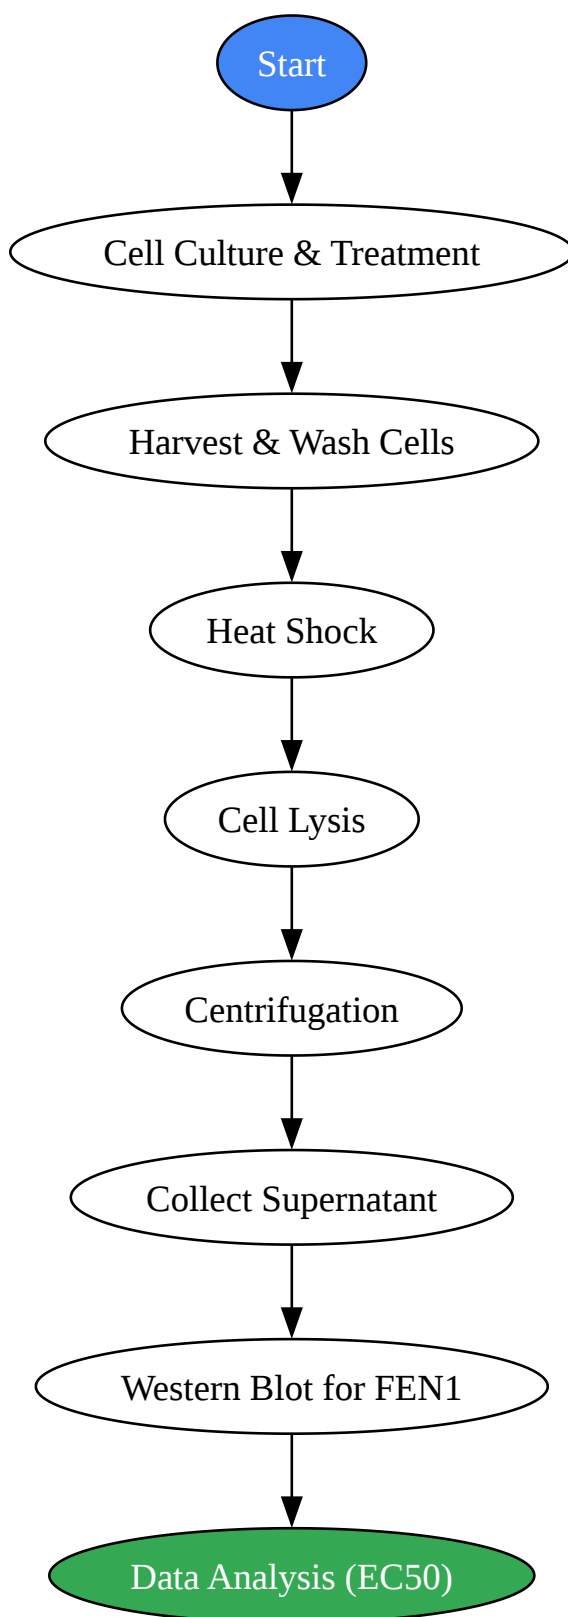 Start
Cell Culture & Treatment
Harvest & Wash Cells
Heat Shock
Cell Lysis
Centrifugation
Collect Supernatant
Western Blot for FEN1
Data Analysis (EC50)